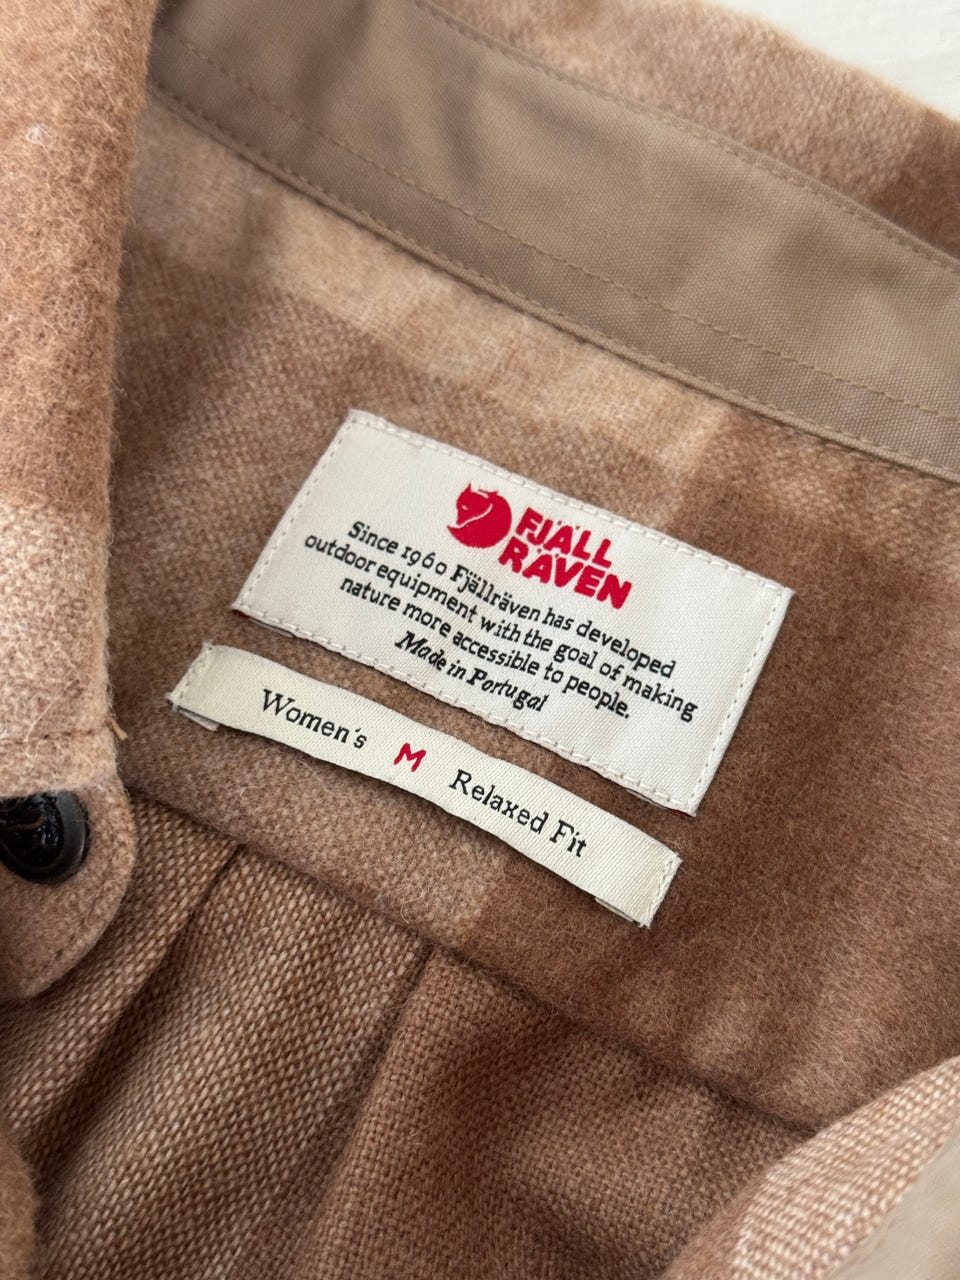 FJÄLL
RÄVEN
Since 1960 Fjällräven has developed
outdoor equipment with the goal of making
nature more accessible to people.
Made in Portugal
Women's M Relaxed Fit